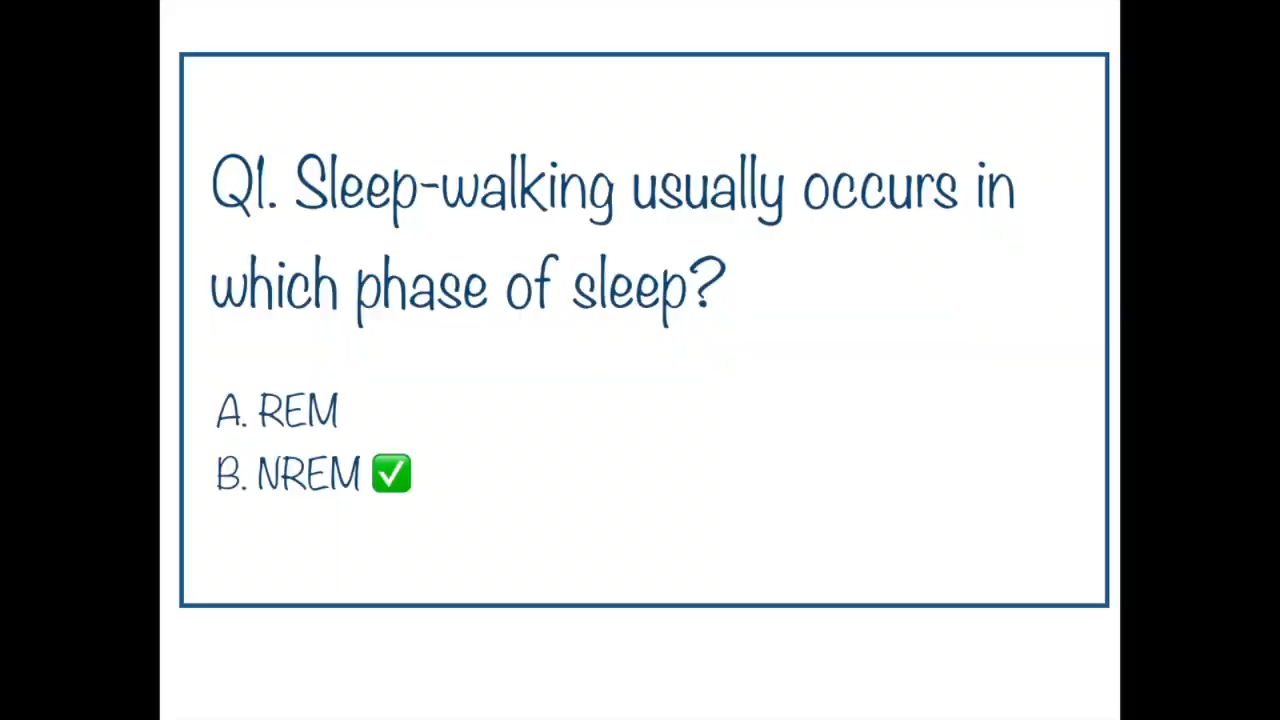 Q1. Sleep-walking usually occurs in
which phase of sleep?
A. REM
B. NREM ✅